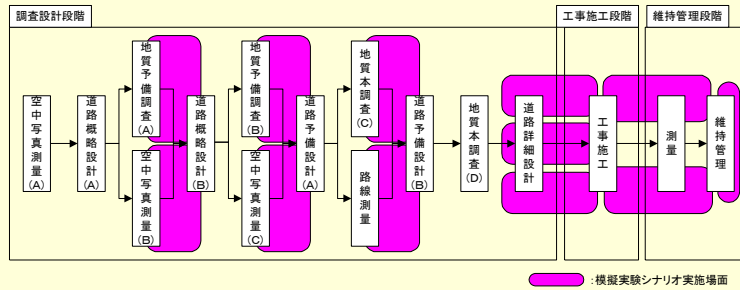 調査設計段階
工事施工段階
維持管理段階
空中写真測量(A)
道路概略設計(A)
地質予備調査(A)
空中写真測量(B)
道路概略設計(B)
地質予備調査(B)
空中写真測量(C)
道路予備設計(A)
地質本調査(C)
路線測量
道路予備設計(B)
地質本調査(D)
道路詳細設計
工事施工
測量
維持管理
:模擬実験シナリオ実施場面